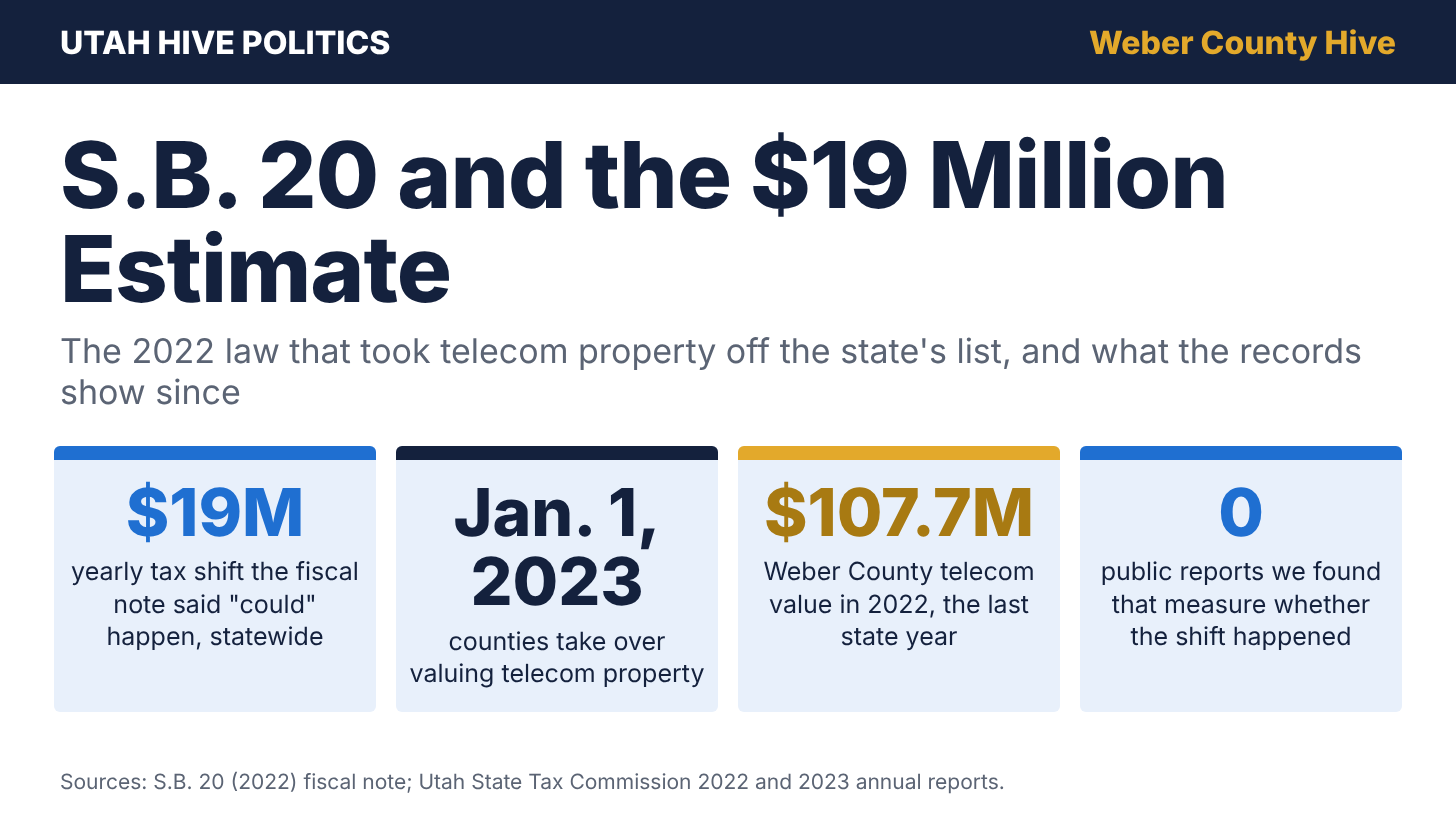 UTAH HIVE POLITICS
Weber County Hive
S.B. 20 and the $19 Million
Estimate
The 2022 law that took telecom property off the state's list, and what the records
show since
$19M
yearly tax shift the fiscal
note said "could"
happen, statewide
Jan. 1,
2023
counties take over
valuing telecom property
$107.7M
Weber County telecom
value in 2022, the last
state year
0
public reports we found
that measure whether
the shift happened
Sources: S.B. 20 (2022) fiscal note; Utah State Tax Commission 2022 and 2023 annual reports.